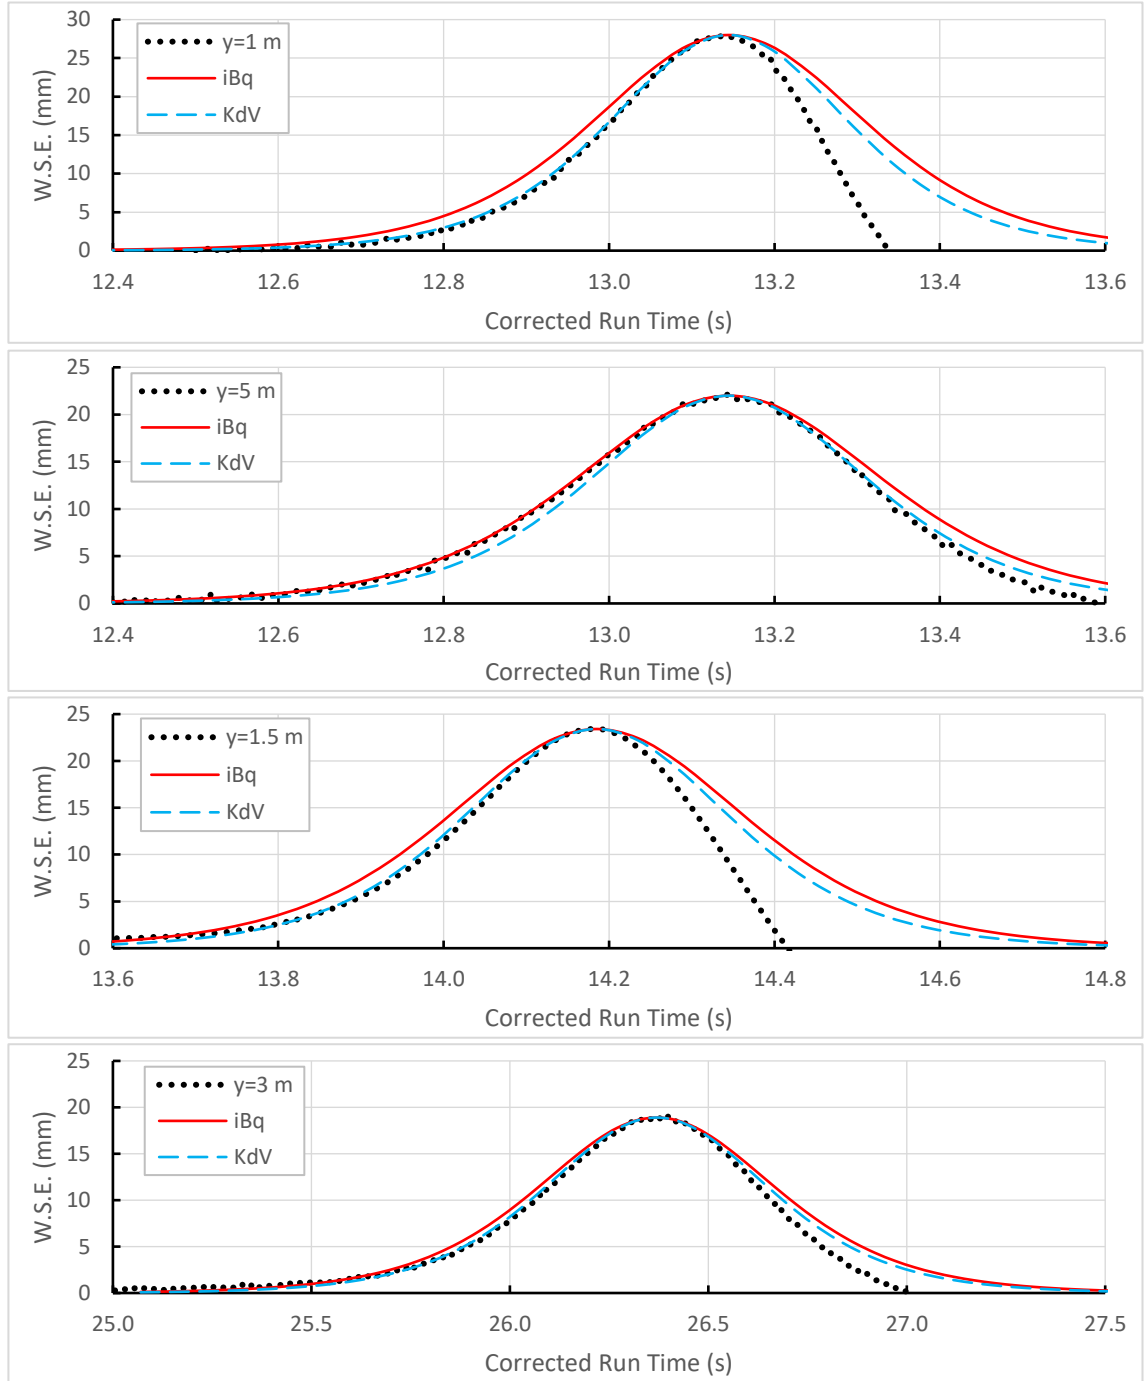 30
25
20
15
10
5
0
W.S.E. (mm)
y=1 m
iBq
KdV
12.4 12.6 12.8 13.0 13.2 13.4 13.6
Corrected Run Time (s)
25
20
15
10
5
0
W.S.E. (mm)
y=5 m
iBq
KdV
12.4 12.6 12.8 13.0 13.2 13.4 13.6
Corrected Run Time (s)
25
20
15
10
5
0
W.S.E. (mm)
y=1.5 m
iBq
KdV
13.6 13.8 14.0 14.2 14.4 14.6 14.8
Corrected Run Time (s)
25
20
15
10
5
0
W.S.E. (mm)
y=3 m
iBq
KdV
25.0 25.5 26.0 26.5 27.0 27.5
Corrected Run Time (s)